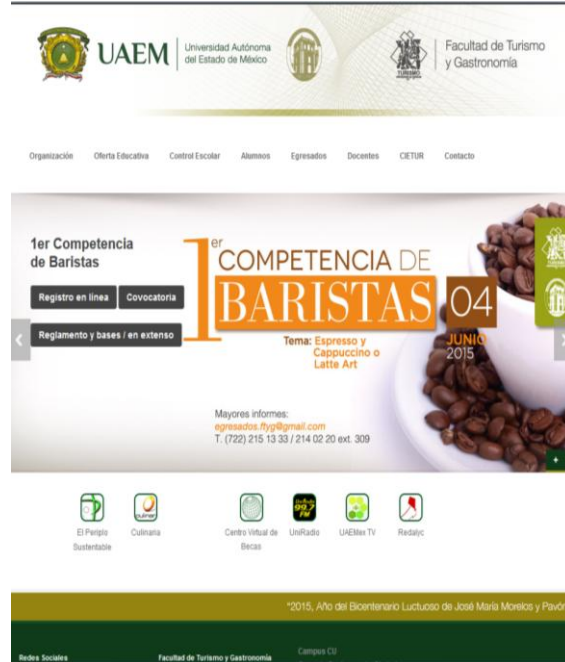 UAEM
Universidad Autónoma
del Estado de México
TURISMO
Facultad de Turismo
y Gastronomía
Organización Oferta Educativa Control Escolar Alumnos Egresados Docentes CIETUR Contacto
1er Competencia
de Baristas
Registro en línea Covocatoria
Reglamento y bases / en extenso
1er COMPETENCIA DE
BARISTAS
Tema: Espresso y
Cappuccino o
Latte Art
04
JUNIO
2015
Mayores informes:
egresados.ftyg@gmail.com
T. (722) 215 13 33 / 214 02 20 ext. 309
El Periplo
Sustentable
Culinaria
Centro Virtual de
Becas
UniRadio
99.7
FM
UAEMex TV
Redalyc
"2015, Año del Bicentenario Luctuoso de José María Morelos y Pavón
Redes Sociales
Facultad de Turismo y Gastronomía
Campus CU